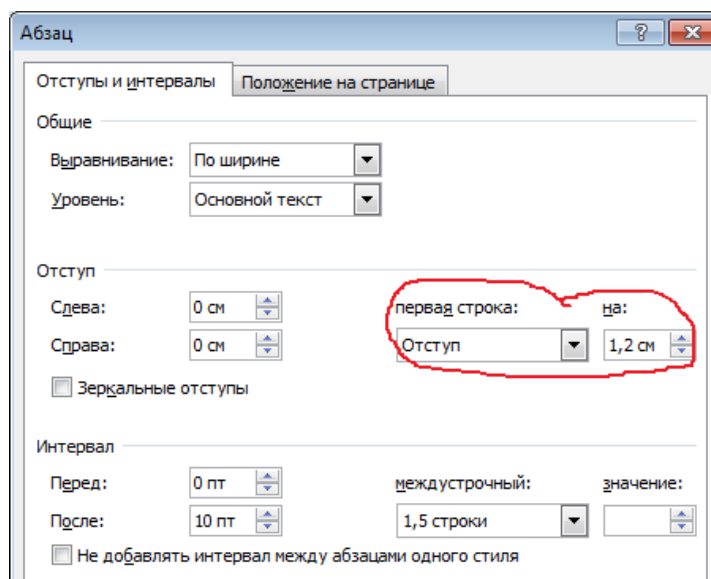 Абзац
Отступы и интервалы Положение на странице
Общие
Выравнивание: По ширине
Уровень: Основной текст
Отступ
Слева: 0 см первая строка: на:
Справа: 0 см Отступ 1,2 см
Зеркальные отступы
Интервал
Перед: 0 пт междустрочный: значение:
После: 10 пт 1,5 строки
Не добавлять интервал между абзацами одного стиля